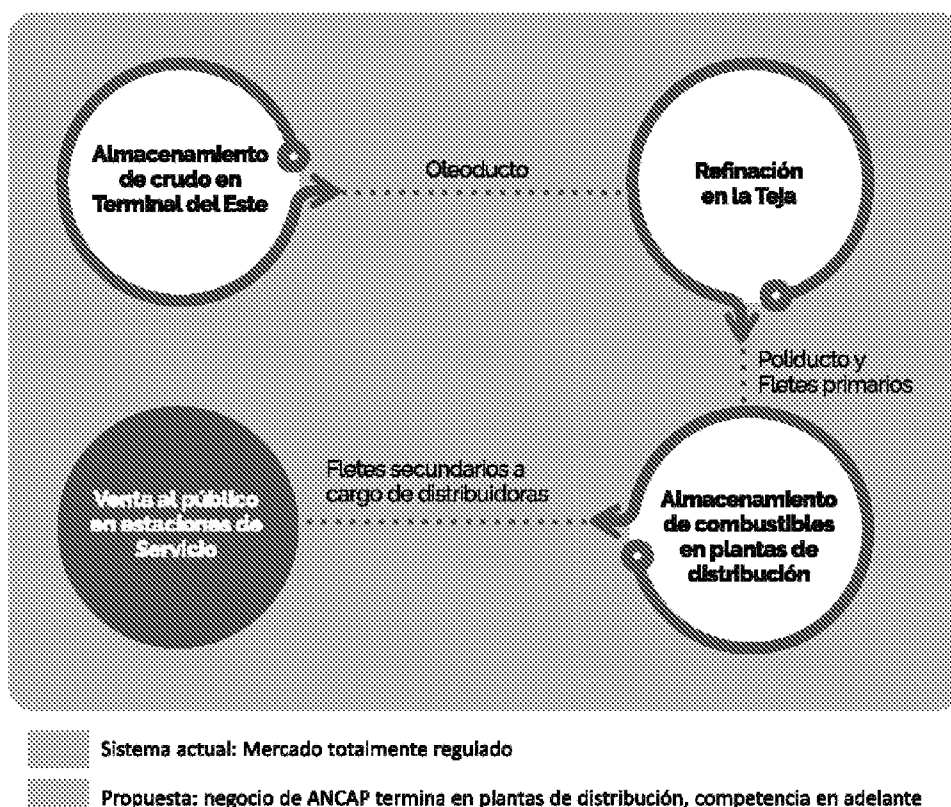 Almacenamiento
de crudo en
Terminal del Este
Oleoducto
Refinación
en la Teja
Poliducto y
Fletes primarios
Almacenamiento
de combustibles
en plantas de
distribución
Fletes secundarios a
cargo de distribuidoras
Venta al público
en estaciones de
Servicio
Sistema actual: Mercado totalmente regulado
Propuesta: negocio de ANCAP termina en plantas de distribución, competencia en adelante